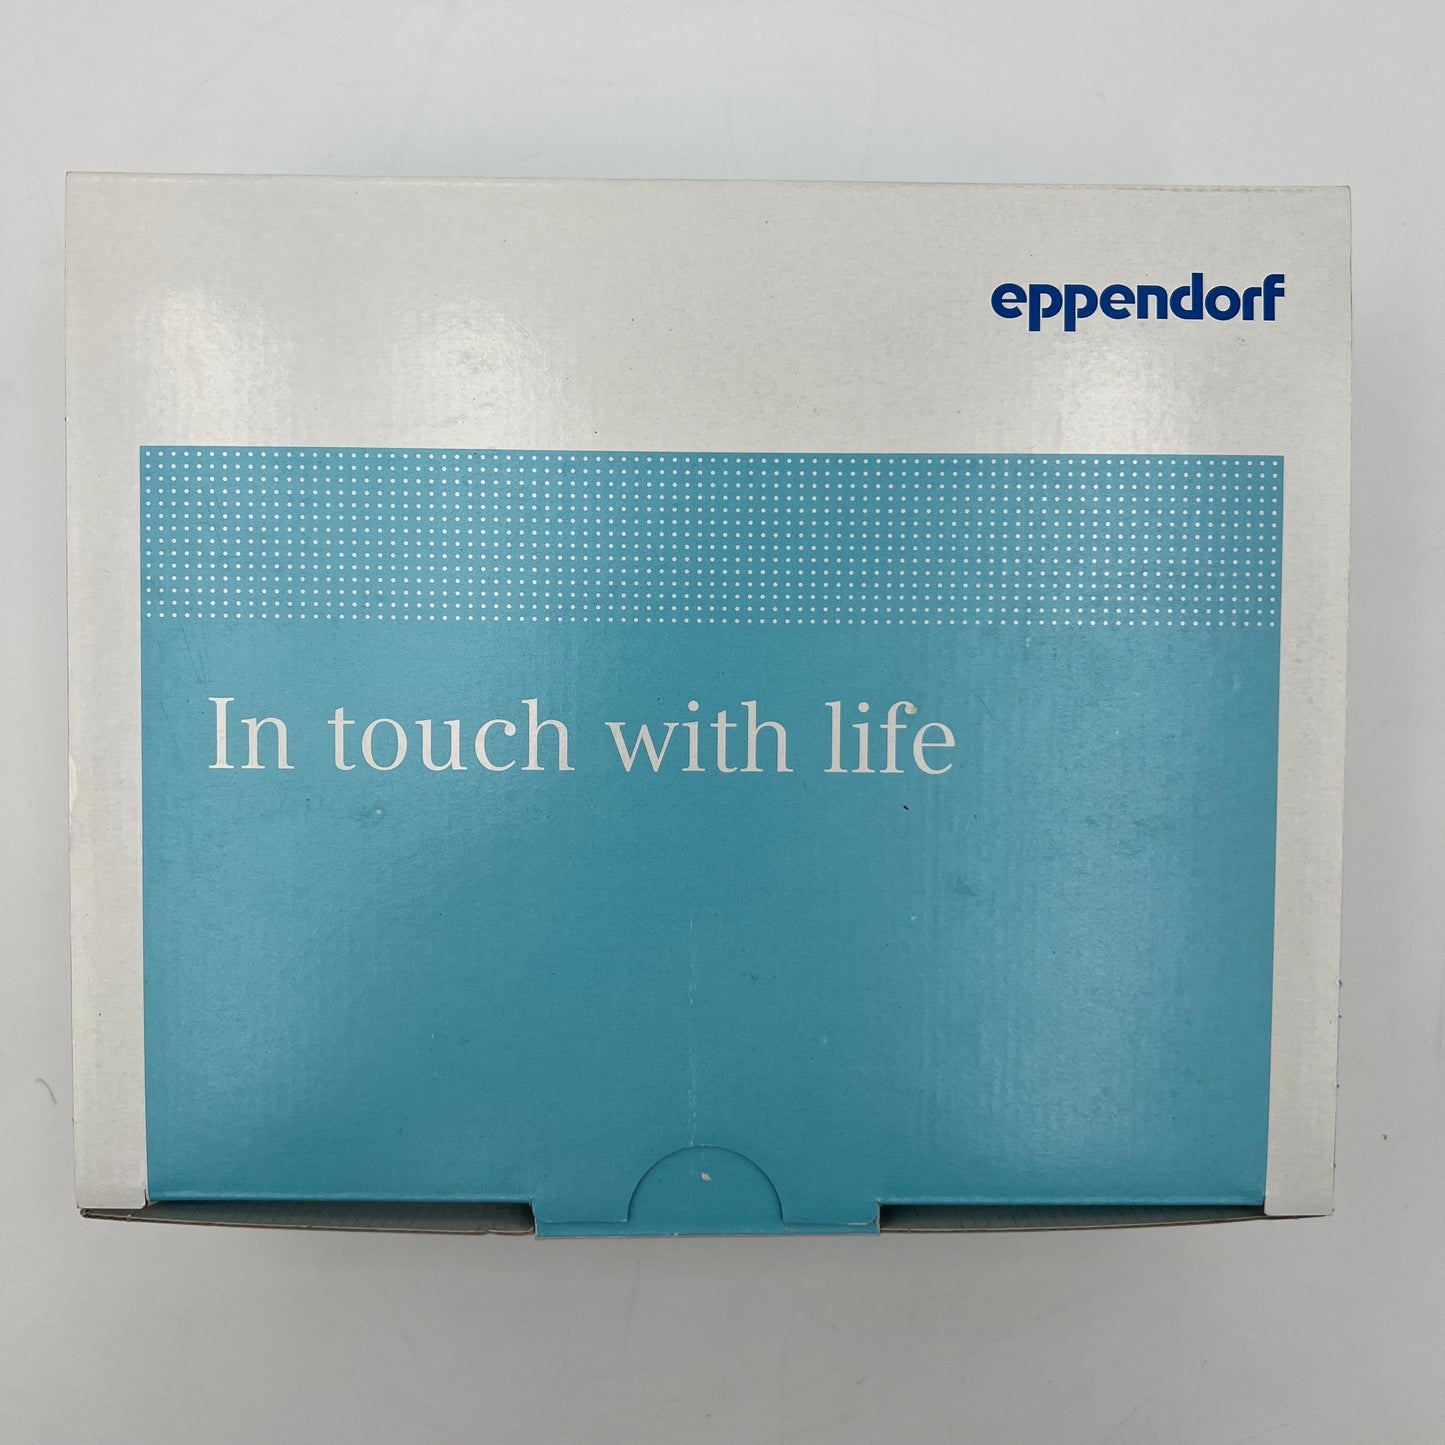 eppendorf
In touch with life